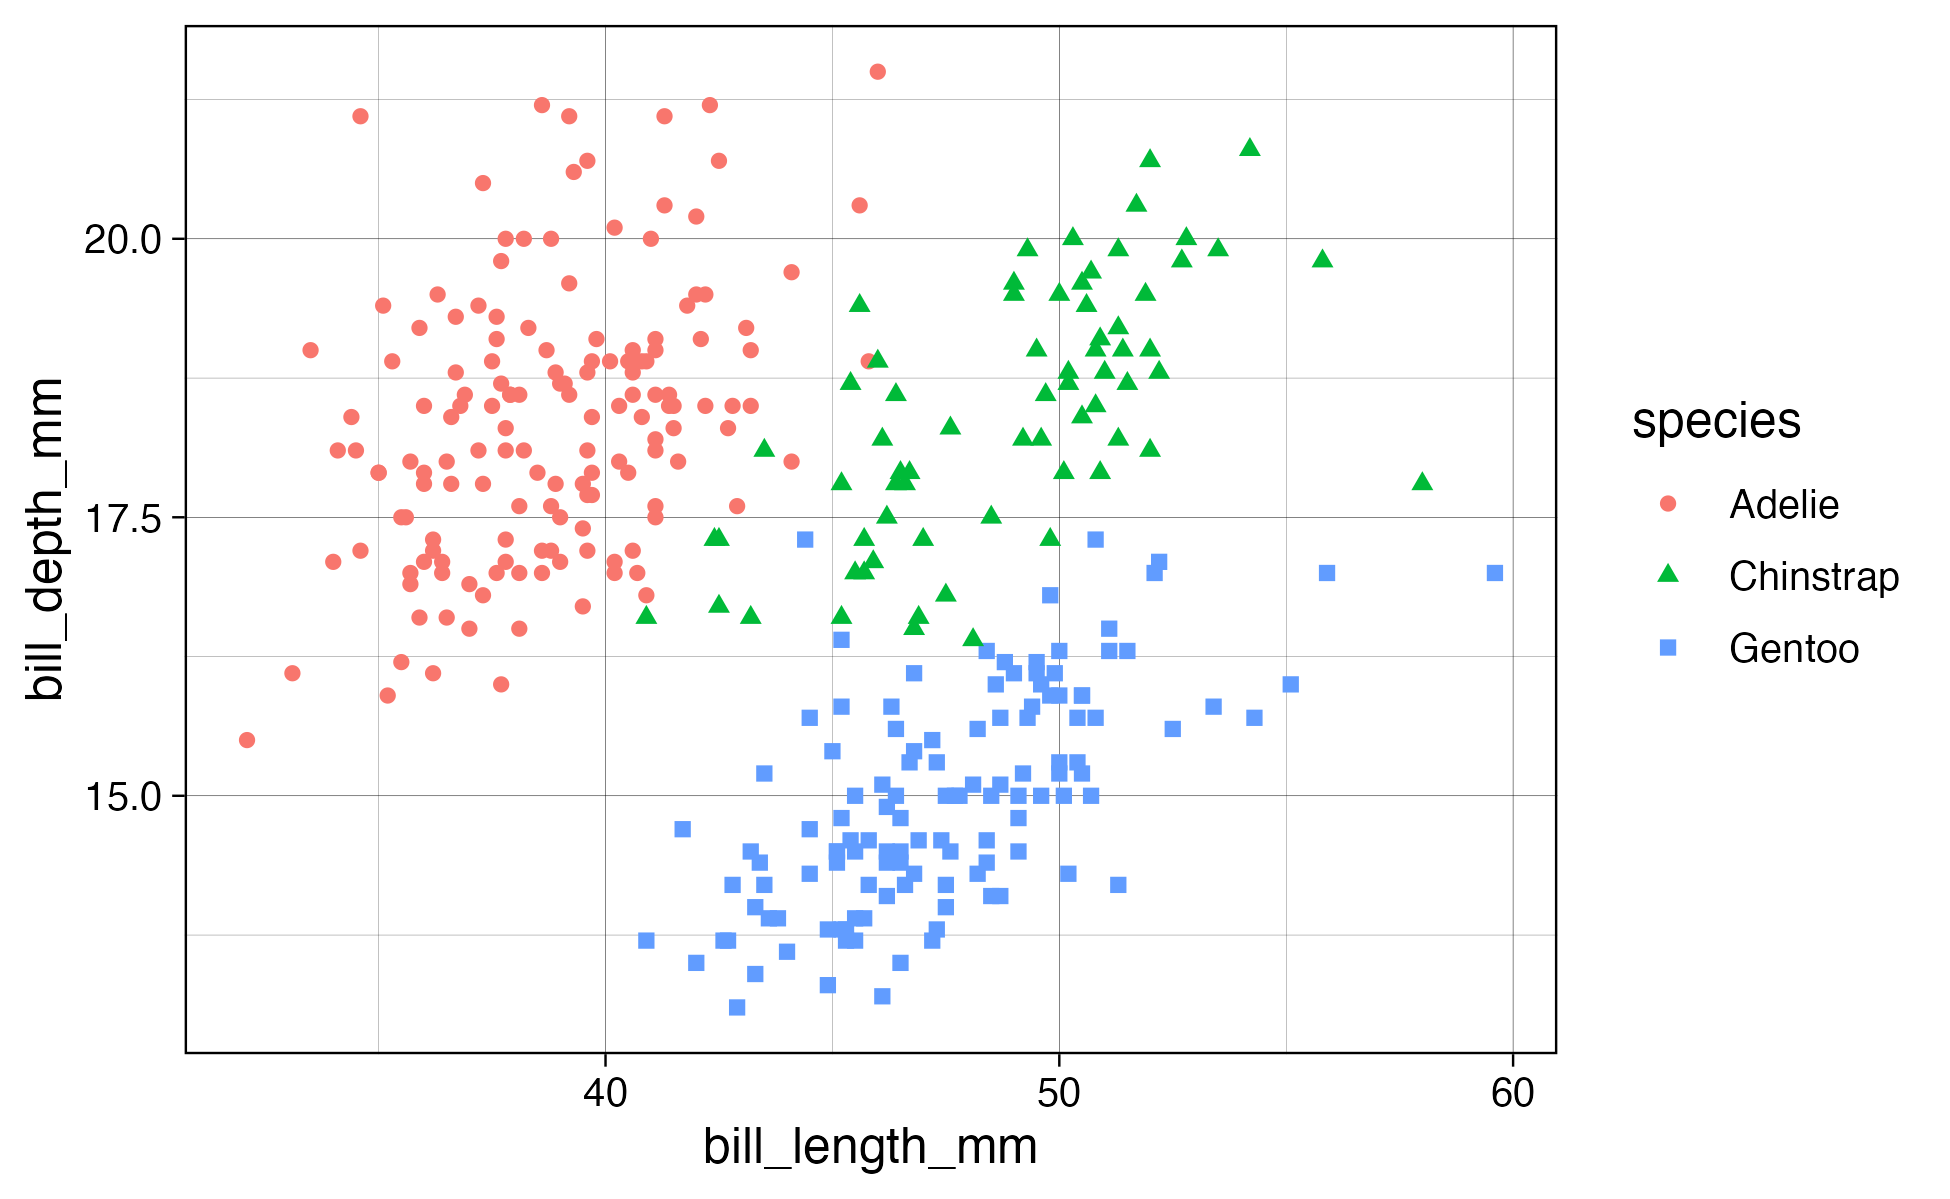 bill_depth_mm
20.0
17.5
15.0
40
50
60
bill_length_mm
species
Adelie
Chinstrap
Gentoo